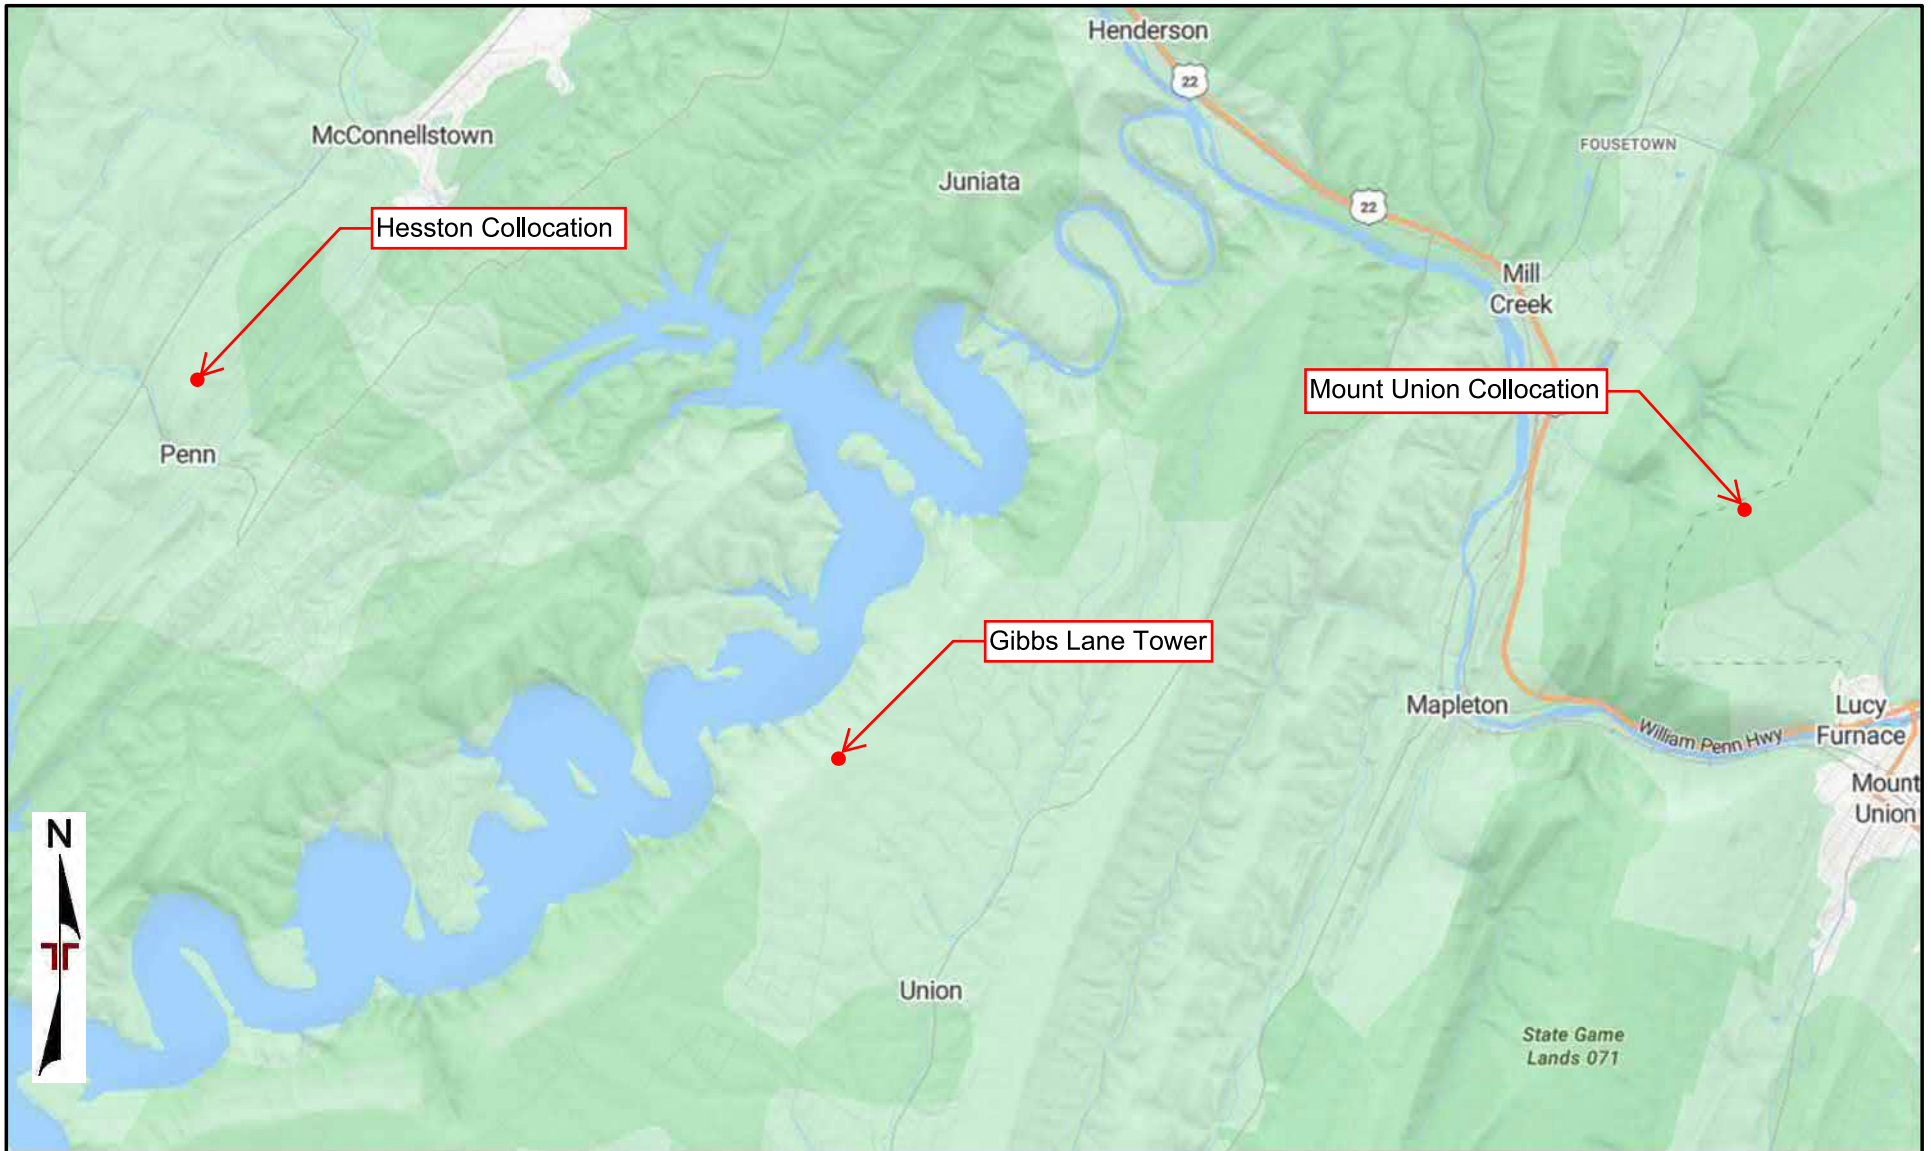 Henderson
22
McConnellstown
FOUSETOWN
Juniata
22
Hesston Collocation
Mill
Creek
Mount Union Collocation
Penn
Gibbs Lane Tower
Mapleton
Lucy
Furnace
William Penn Hwy
Mount
Union
N
Union
State Game
Lands 071